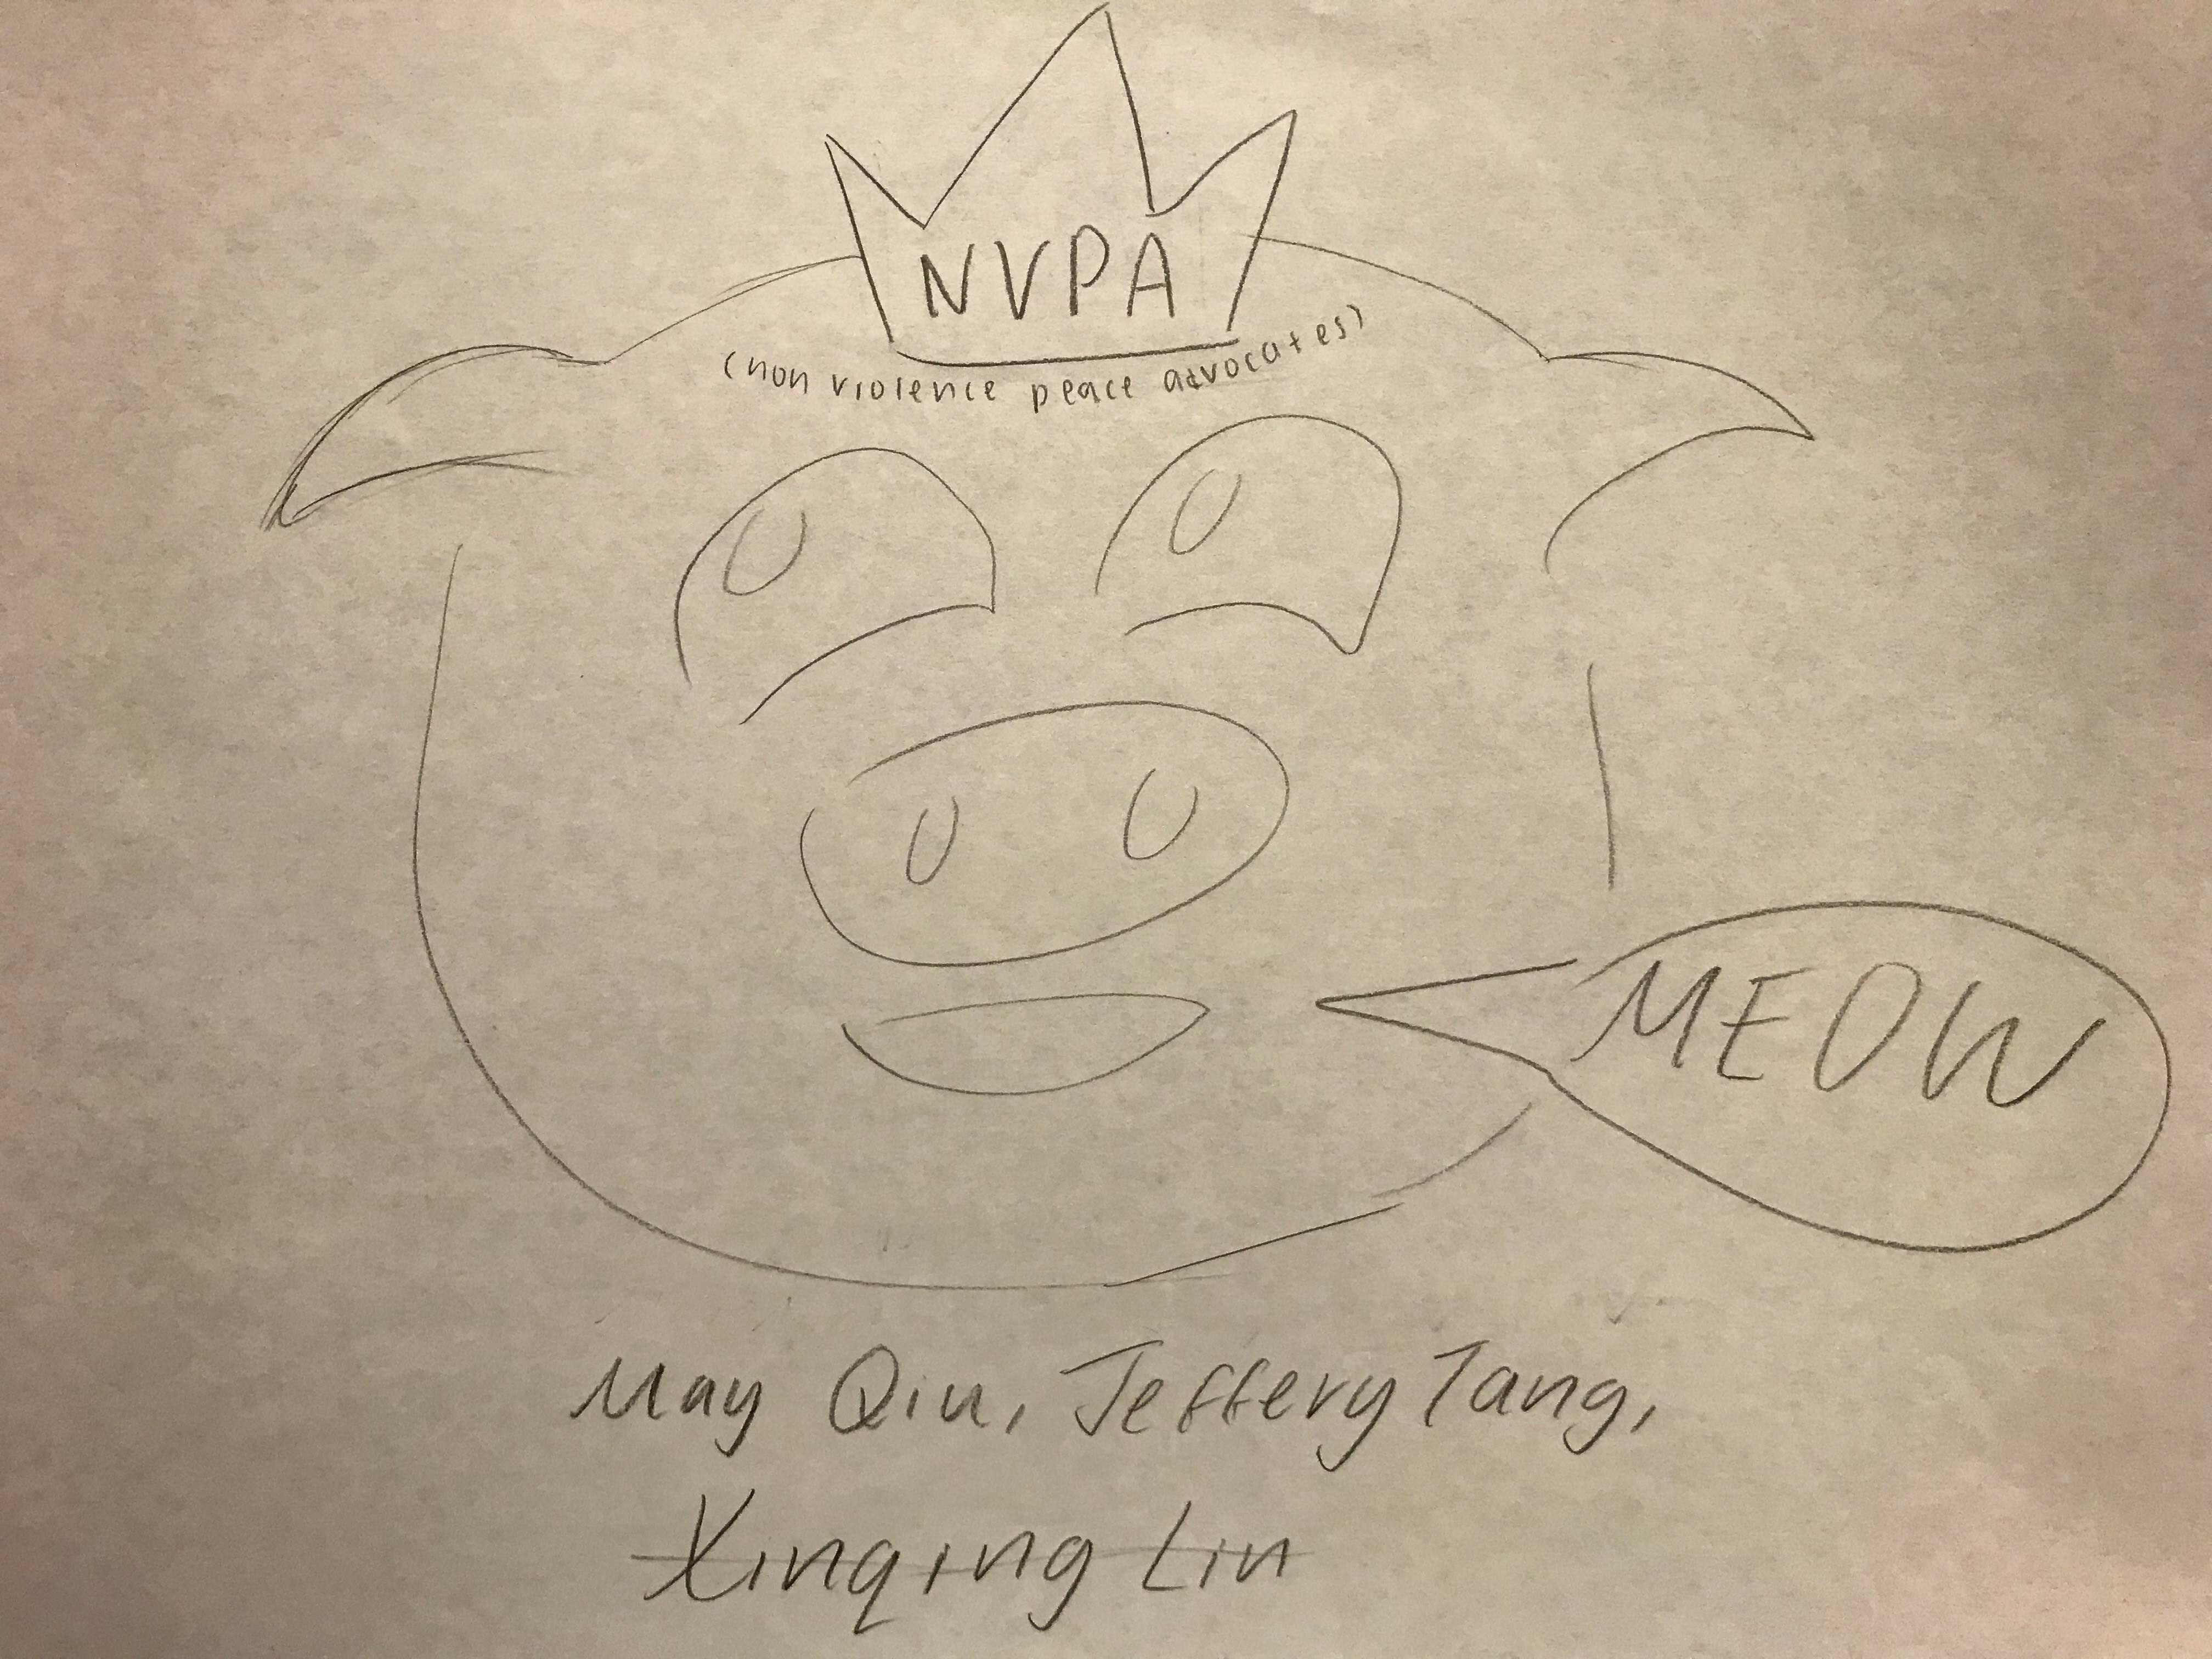 NVPA
(non violence peace advocates)
MEOW
May Qiu, Jeffery Tang,
Xinqing Lin